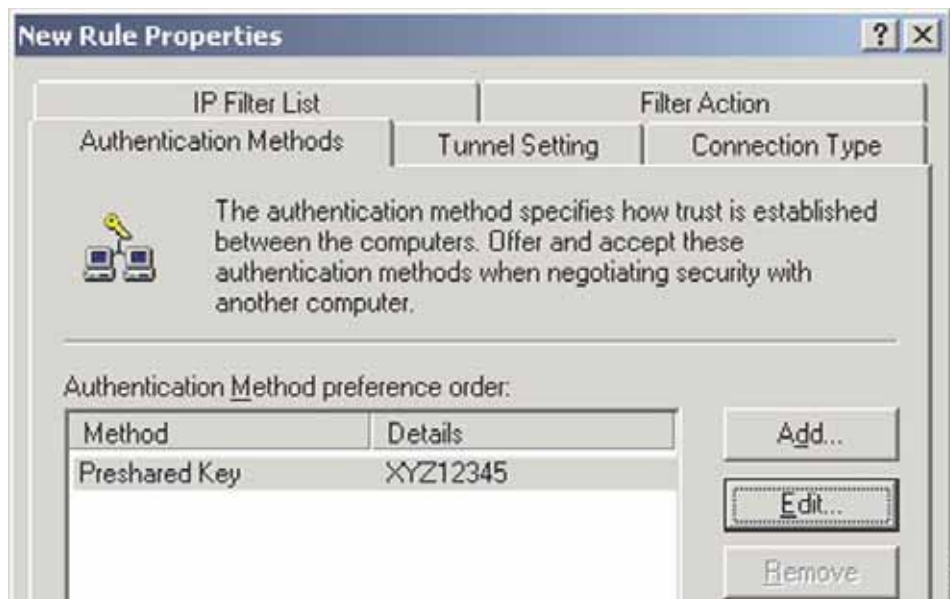 New Rule Properties
? X
IP Filter List Filter Action
Authentication Methods Tunnel Setting Connection Type
The authentication method specifies how trust is established
between the computers. Offer and accept these
authentication methods when negotiating security with
another computer.
Authentication Method preference order:
Method Details
Preshared Key XYZ12345
Add...
Edit...
Remove